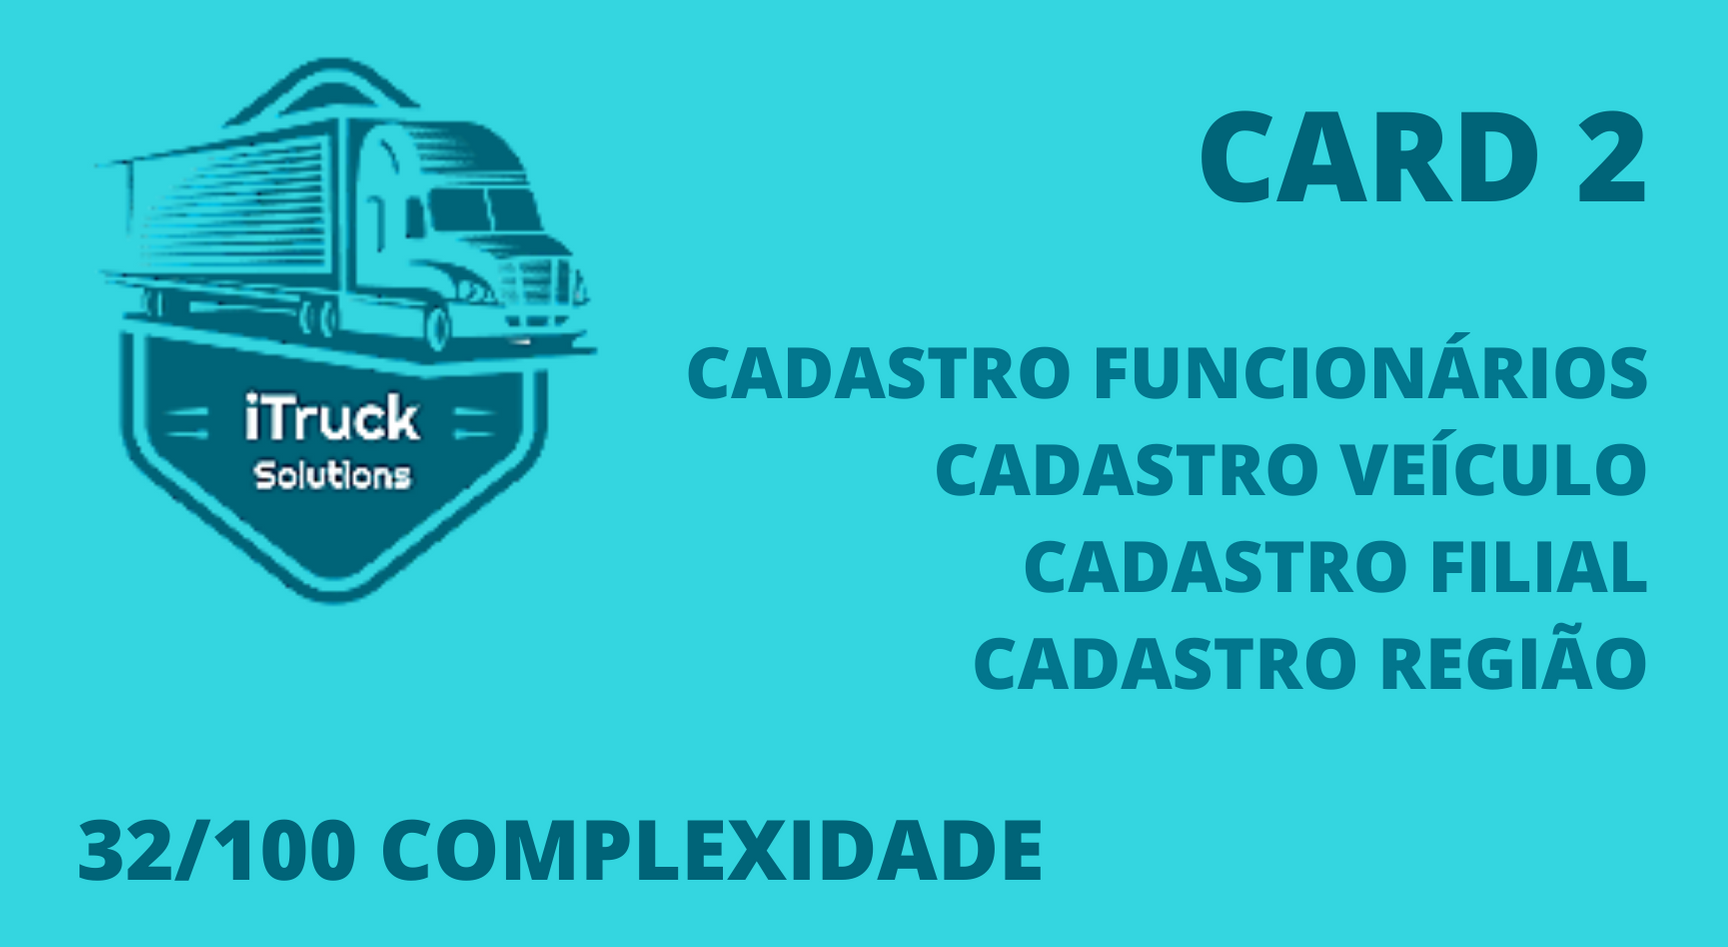 CARD 2
iTruck
Solutions
CADASTRO FUNCIONÁRIOS
CADASTRO VEÍCULO
CADASTRO FILIAL
CADASTRO REGIÃO
32/100 COMPLEXIDADE